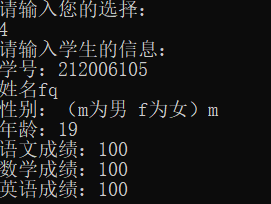 请输入您的选择：
4
请输入学生的信息：
学号：212006105
姓名fq
性别：（m为男 f为女）m
年龄：19
语文成绩：100
数学成绩：100
英语成绩：100